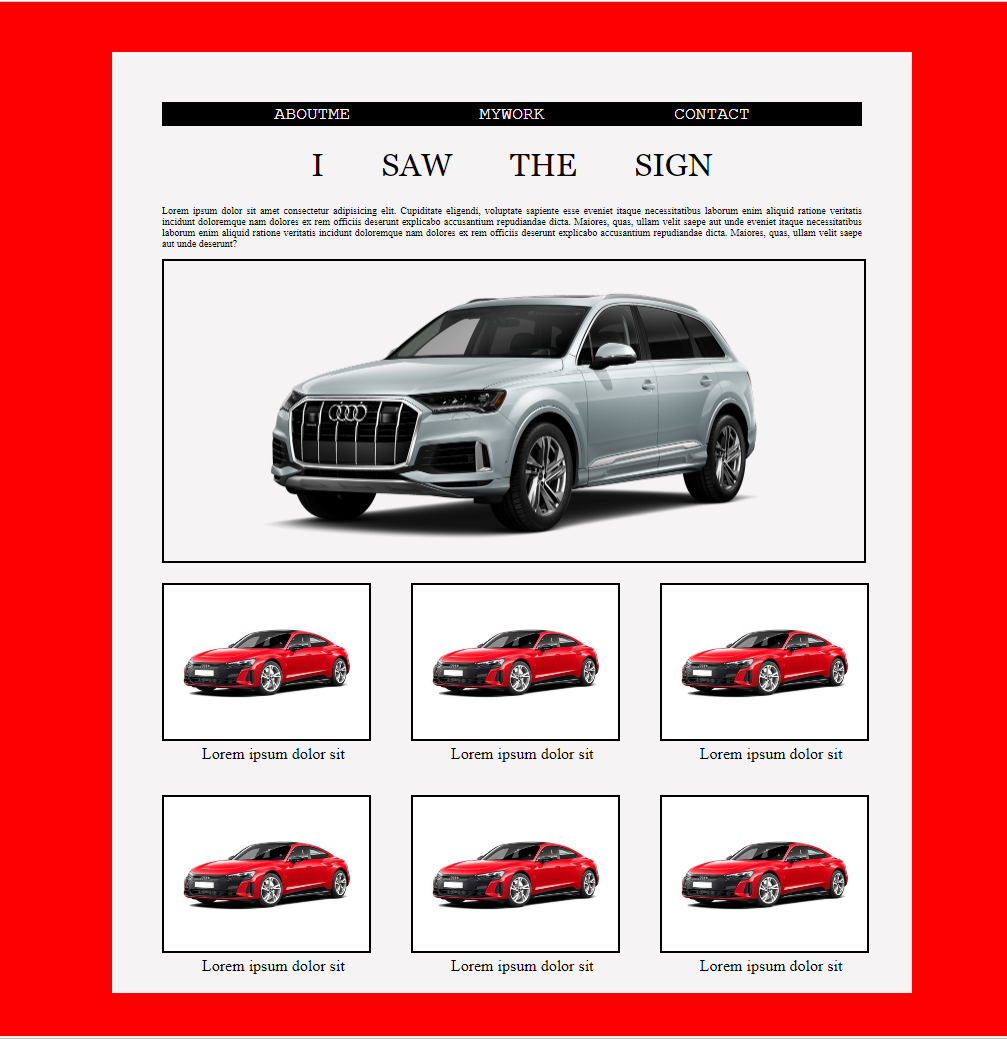 ABOUTME MYWORK CONTACT
I SAW THE SIGN
Lorem ipsum dolor sit amet consectetur adipisicing elit. Cupiditate eligendi, voluptate sapiente esse eveniet itaque necessitatibus laborum enim aliquid ratione veritatis
incidunt doloremque nam dolores ex rem officiis deserunt explicabo accusantium repudiandae dicta. Maiores, quas, ullam velit saepe aut unde eveniet itaque necessitatibus
laborum enim aliquid ratione veritatis incidunt doloremque nam dolores ex rem officiis deserunt explicabo accusantium repudiandae dicta. Maiores, quas, ullam velit saepe
aut unde deserunt?
Lorem ipsum dolor sit Lorem ipsum dolor sit Lorem ipsum dolor sit
Lorem ipsum dolor sit Lorem ipsum dolor sit Lorem ipsum dolor sit